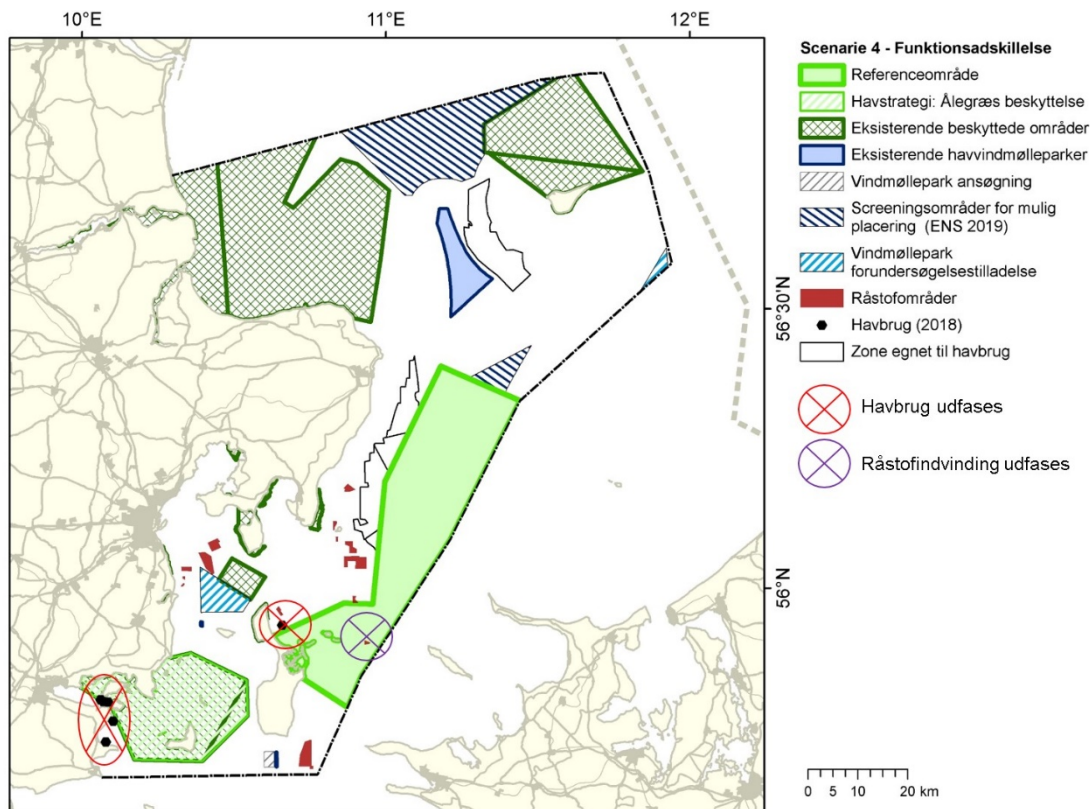 10°E
11°E
12°E
56°30'N
56°N
Scenarie 4 - Funktionsadskillelse
Referenceområde
Havstrategi: Ålegræs beskyttelse
Eksisterende beskyttede områder
Eksisterende havvindmølleparker
Vindmøllepark ansøgning
Screeningsområder for mulig
placering (ENS 2019)
Vindmøllepark
forundersøgelsestilladelse
Råstofområder
Havbrug (2018)
Zone egnet til havbrug
Havbrug udfases
Råstofindvinding udfases
0 5 10 20 km